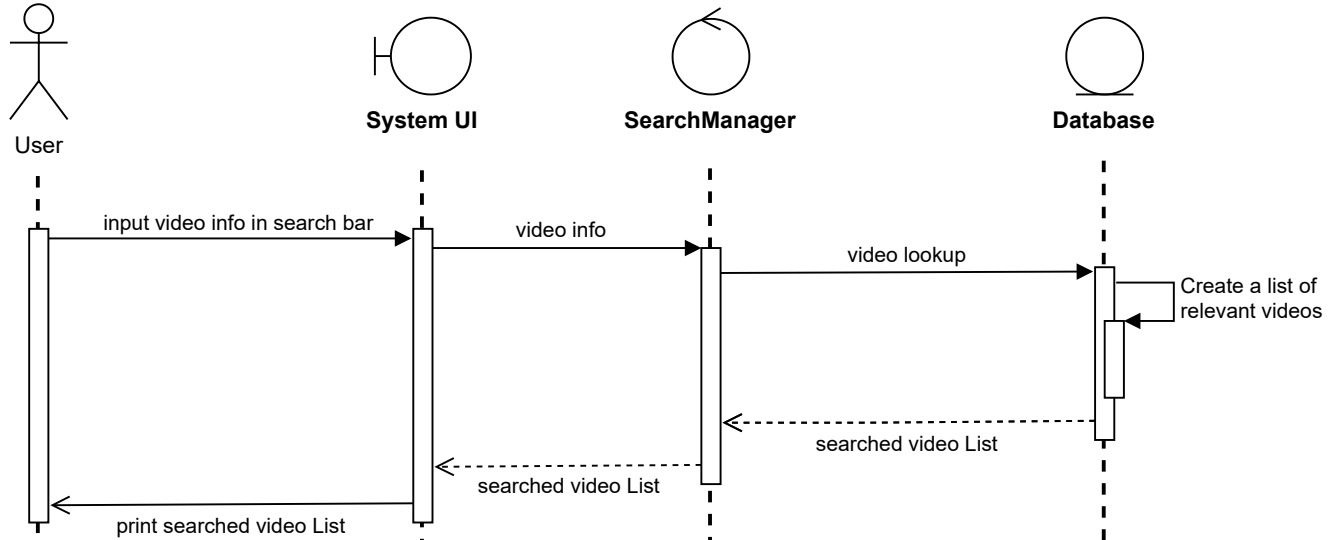 User
System UI
SearchManager
Database
input video info in search bar
video info
video lookup
Create a list of
relevant videos
searched video List
searched video List
print searched video List